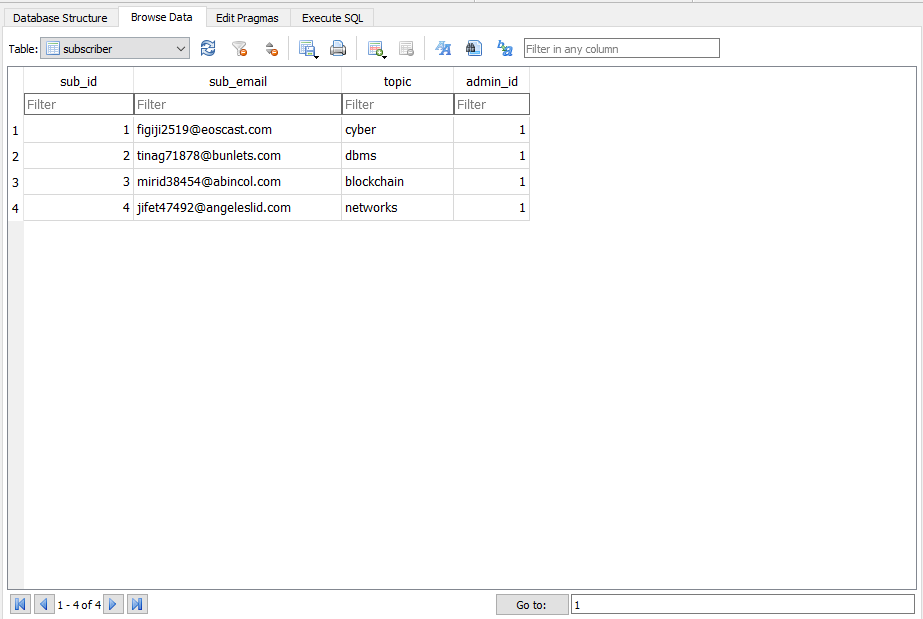 Database Structure Browse Data Edit Pragmas Execute SQL
Table: subscriber Filter in any column
sub_id sub_email topic admin_id
Filter Filter Filter Filter
1 1 figiji2519@eoscast.com cyber 1
2 2 tinag71878@bunlets.com dbms 1
3 3 mirid38454@abincol.com blockchain 1
4 4 jifet47492@angeleslid.com networks 1
1 - 4 of 4 Go to: 1